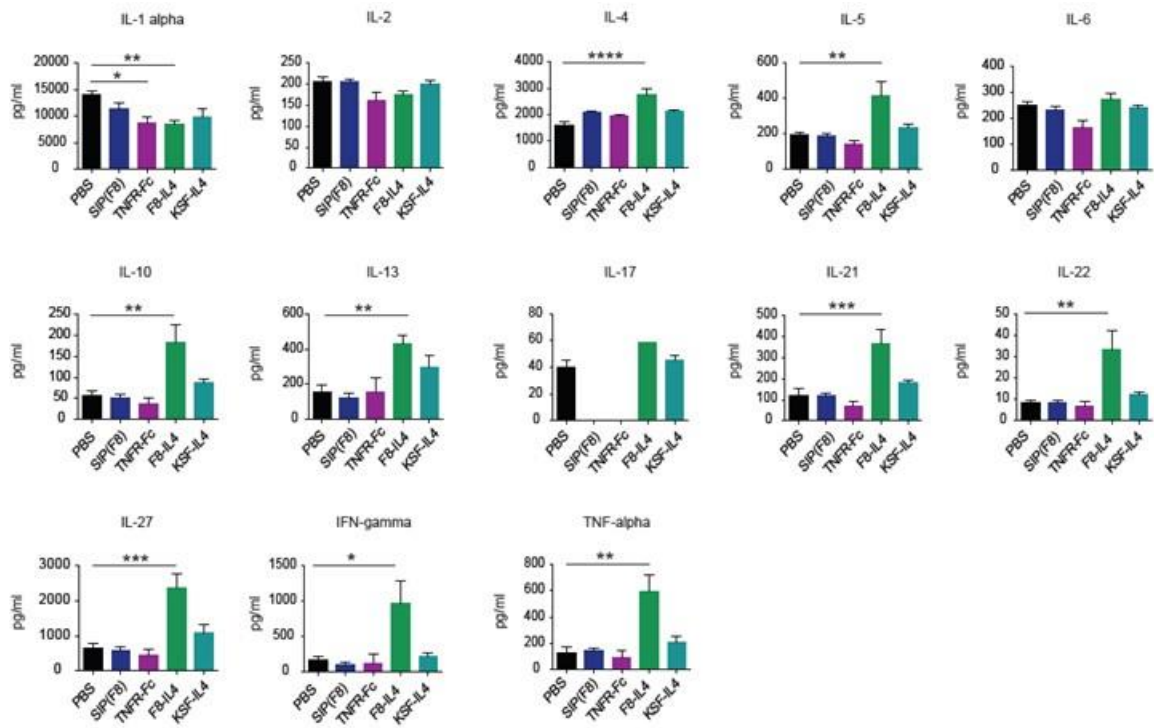 IL-1 alpha
**
*
pg/ml
20000
15000
10000
5000
0
PBS
SIP(F8)
TNFR-Fc
F8-IL4
KSF-IL4
IL-2
pg/ml
250
200
150
100
50
0
PBS
SIP(F8)
TNFR-Fc
F8-IL4
KSF-IL4
IL-4
****
pg/ml
4000
3000
2000
1000
0
PBS
SIP(F8)
TNFR-Fc
F8-IL4
KSF-IL4
IL-5
**
pg/ml
600
400
200
0
PBS
SIP(F8)
TNFR-Fc
F8-IL4
KSF-IL4
IL-6
pg/ml
400
300
200
100
0
PBS
SIP(F8)
TNFR-Fc
F8-IL4
KSF-IL4
IL-10
**
pg/ml
250
200
150
100
50
0
PBS
SIP(F8)
TNFR-Fc
F8-IL4
KSF-IL4
IL-13
**
pg/ml
600
400
200
0
PBS
SIP(F8)
TNFR-Fc
F8-IL4
KSF-IL4
IL-17
pg/ml
80
60
40
20
0
PBS
SIP(F8)
TNFR-Fc
F8-IL4
KSF-IL4
IL-21
***
pg/ml
500
400
300
200
100
0
PBS
SIP(F8)
TNFR-Fc
F8-IL4
KSF-IL4
IL-22
**
pg/ml
50
40
30
20
10
0
PBS
SIP(F8)
TNFR-Fc
F8-IL4
KSF-IL4
IL-27
***
pg/ml
3000
2000
1000
0
PBS
SIP(F8)
TNFR-Fc
F8-IL4
KSF-IL4
IFN-gamma
*
pg/ml
1500
1000
500
0
PBS
SIP(F8)
TNFR-Fc
F8-IL4
KSF-IL4
TNF-alpha
**
pg/ml
800
600
400
200
0
PBS
SIP(F8)
TNFR-Fc
F8-IL4
KSF-IL4